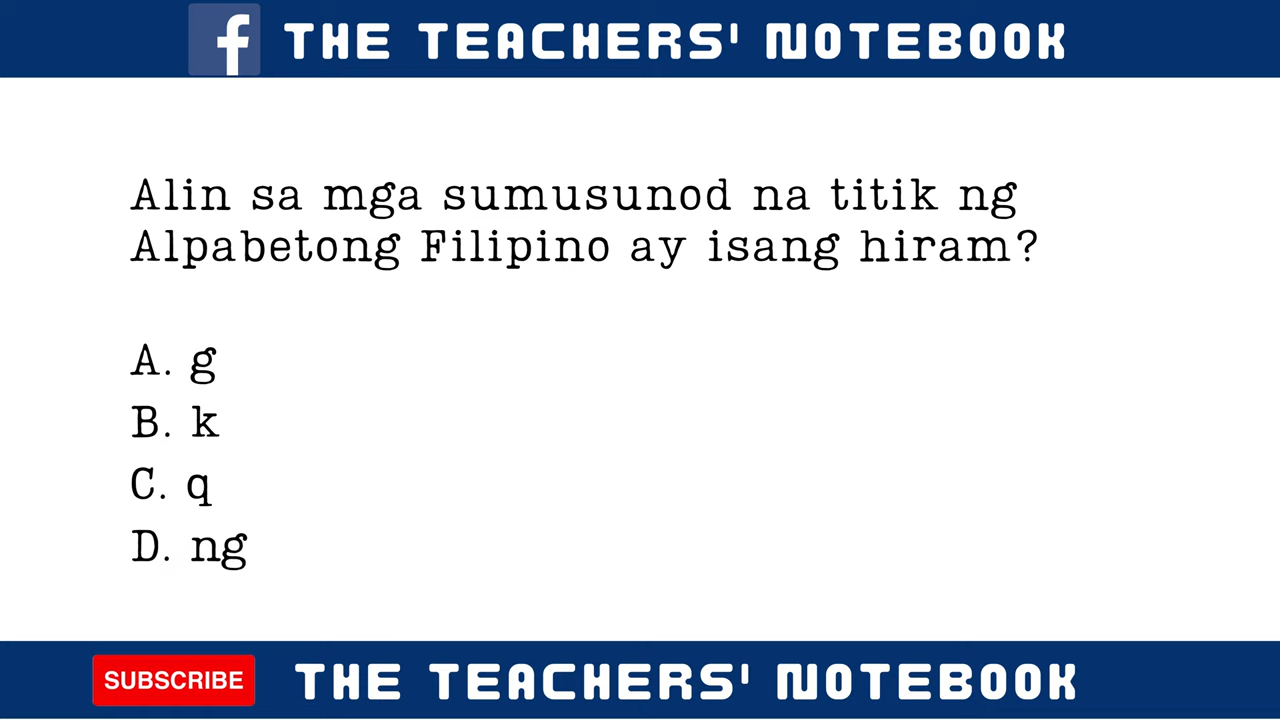 THE TEACHERS' NOTEBOOK
Alin sa mga sumusunod na titik ng
Alpabetong Filipino ay isang hiram?
A. g
B. k
C. q
D. ng
SUBSCRIBE THE TEACHERS' NOTEBOOK